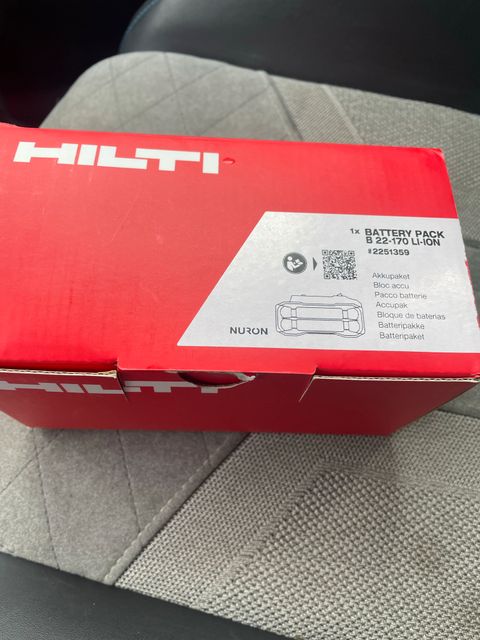 HILTI
1x BATTERY PACK
B 22-170 LI-ION
#2251359
Akkupaket
Bloc accu
Pacco batterie
Accupak
Bloque de baterias
Batteripakke
Batteripaket
NURON
HILTI